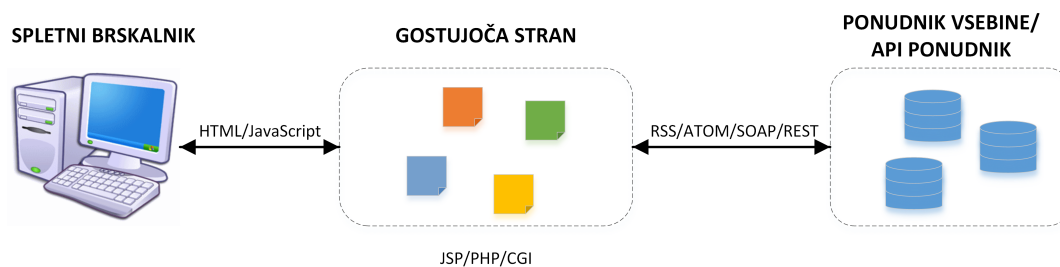 SPLETNI BRSKALNIK
GOSTUJOČA STRAN
PONUDNIK VSEBINE/
API PONUDNIK
HTML/JavaScript
RSS/ATOM/SOAP/REST
JSP/PHP/CGI